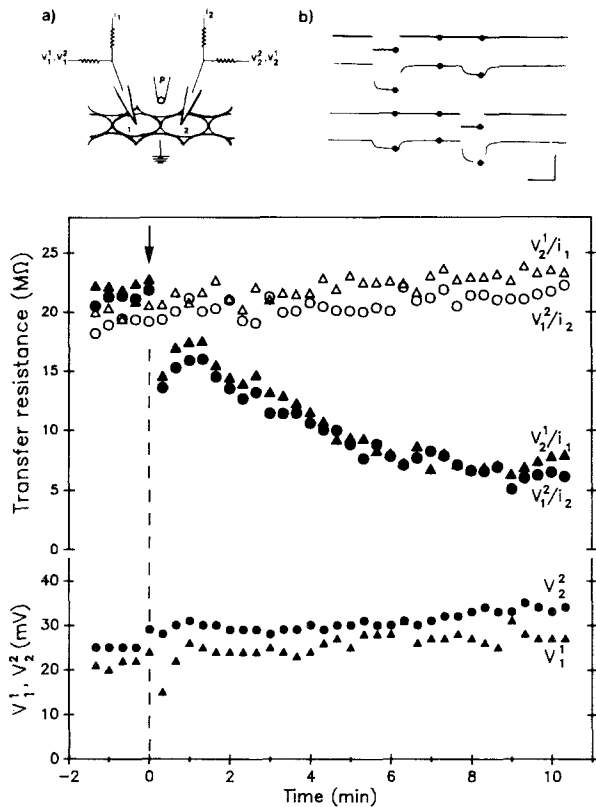 a)
b)
i₁
i₂
V₁¹,V₁²
V₂²,V₂¹
P
1
2
V₂¹/i₁
V₁²/i₂
V₂¹/i₁
V₁²/i₂
25
20
15
10
5
0
Transfer resistance (MΩ)
V₂²
V₁¹
40
30
20
10
0
V₁¹, V₂² (mV)
-2
0
2
4
6
8
10
Time (min)